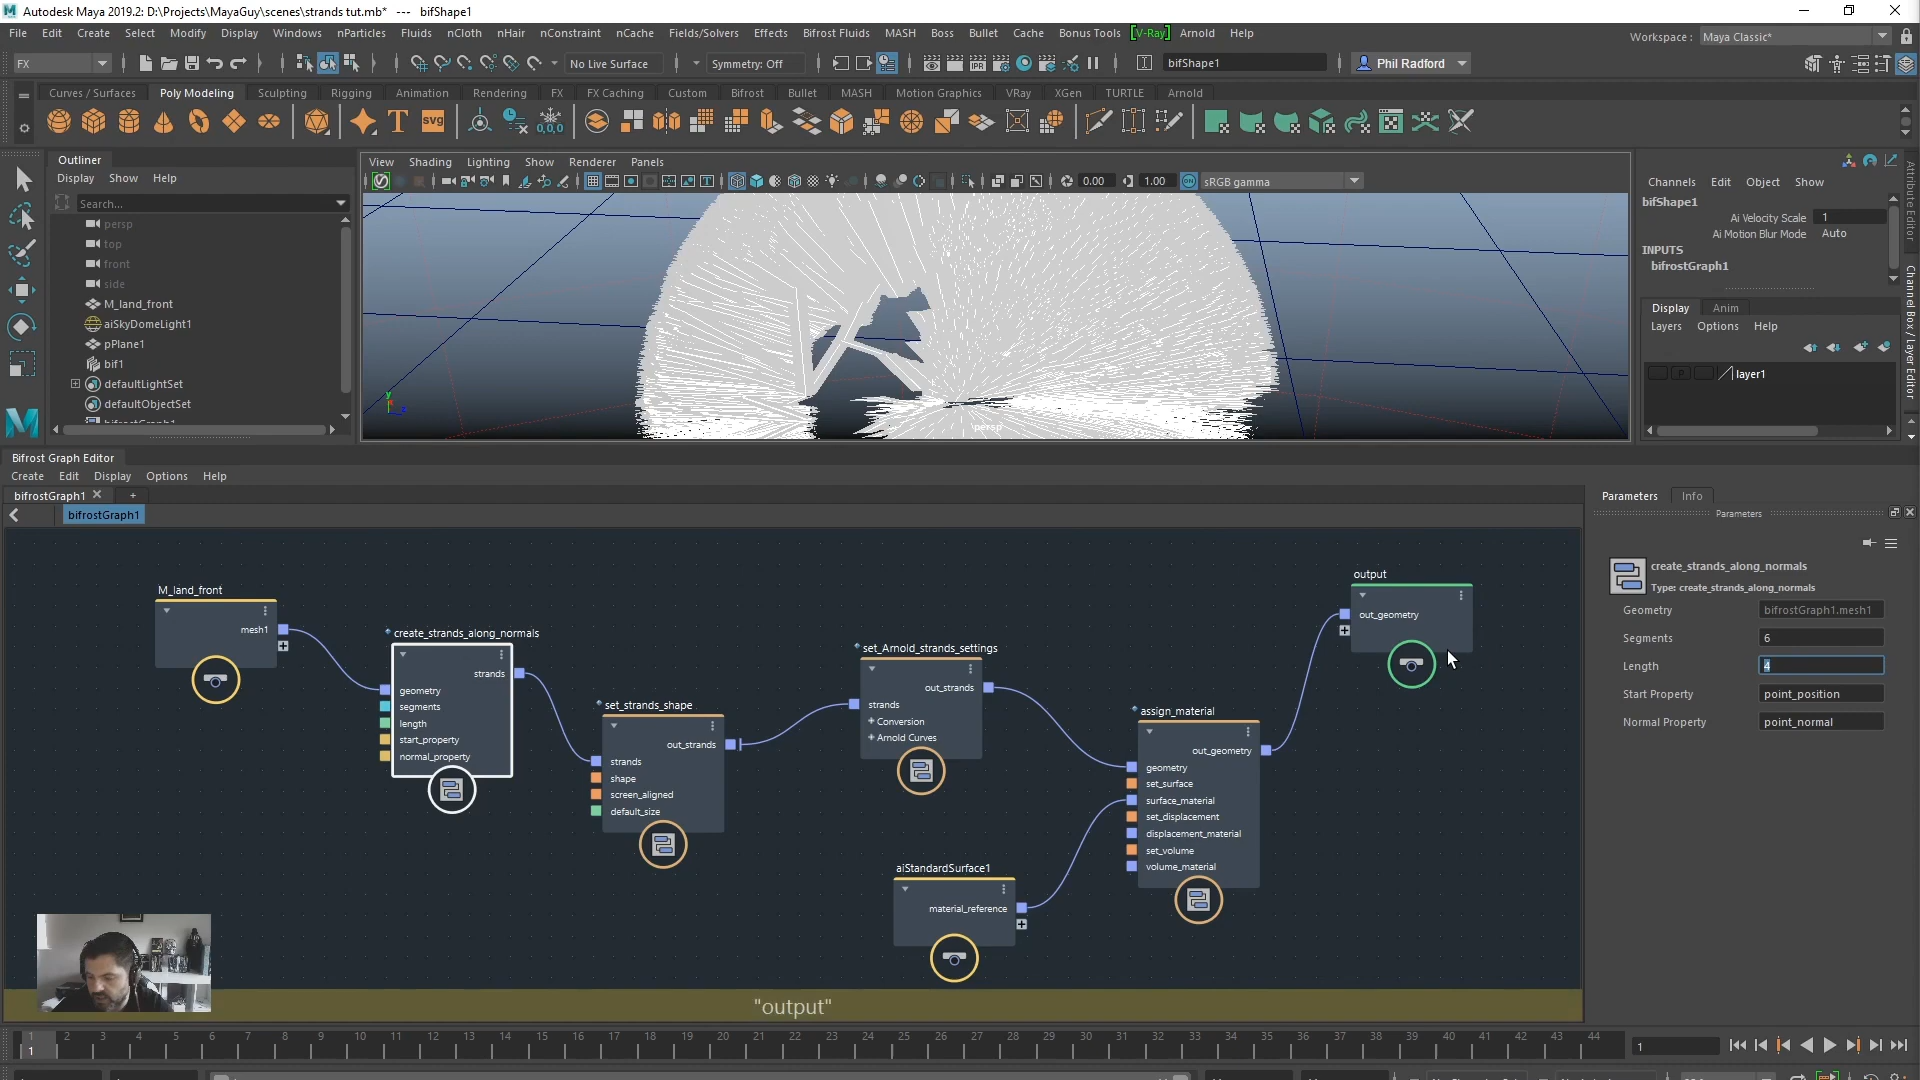 Autodesk Maya 2019.2: D:\Projects\MayaGuy\scenes\strands tut.mb* --- bifShape1
File Edit Create Select Modify Display Windows nParticles Fluids nCloth nHair nConstraint nCache Fields/Solvers Effects Bifrost Fluids MASH Boss Bullet Cache Bonus Tools [V-Ray] Arnold Help
Workspace : Maya Classic*
FX
No Live Surface
Symmetry: Off
bifShape1
Phil Radford
Curves / Surfaces Poly Modeling Sculpting Rigging Animation Rendering FX FX Caching Custom Bifrost Bullet MASH Motion Graphics VRay XGen TURTLE Arnold
T SVG 0,0,0
Outliner
Display Show Help
Search...
persp
top
front
side
M_land_front
aiSkyDomeLight1
pPlane1
bif1
defaultLightSet
defaultObjectSet
View Shading Lighting Show Renderer Panels
0.00 1.00 sRGB gamma
persp
Channels Edit Object Show
bifShape1
Ai Velocity Scale 1
Ai Motion Blur Mode Auto
INPUTS
bifrostGraph1
Display Anim
Layers Options Help
P layer1
Attribute Editor
Channel Box / Layer Editor
Bifrost Graph Editor
Create Edit Display Options Help
bifrostGraph1 +
bifrostGraph1
M_land_front
mesh1
create_strands_along_normals
strands
geometry
segments
length
start_property
normal_property
set_strands_shape
out_strands
strands
shape
screen_aligned
default_size
set_Arnold_strands_settings
out_strands
strands
+ Conversion
+ Arnold Curves
aiStandardSurface1
material_reference
assign_material
out_geometry
geometry
set_surface
surface_material
set_displacement
displacement_material
set_volume
volume_material
output
out_geometry
"output"
Parameters Info
Parameters
create_strands_along_normals
Type: create_strands_along_normals
Geometry bifrostGraph1.mesh1
Segments 6
Length 4
Start Property point_position
Normal Property point_normal
1 2 3 4 5 6 7 8 9 10 11 12 13 14 15 16 17 18 19 20 21 22 23 24 25 26 27 28 29 30 31 32 33 34 35 36 37 38 39 40 41 42 43 44
1
1